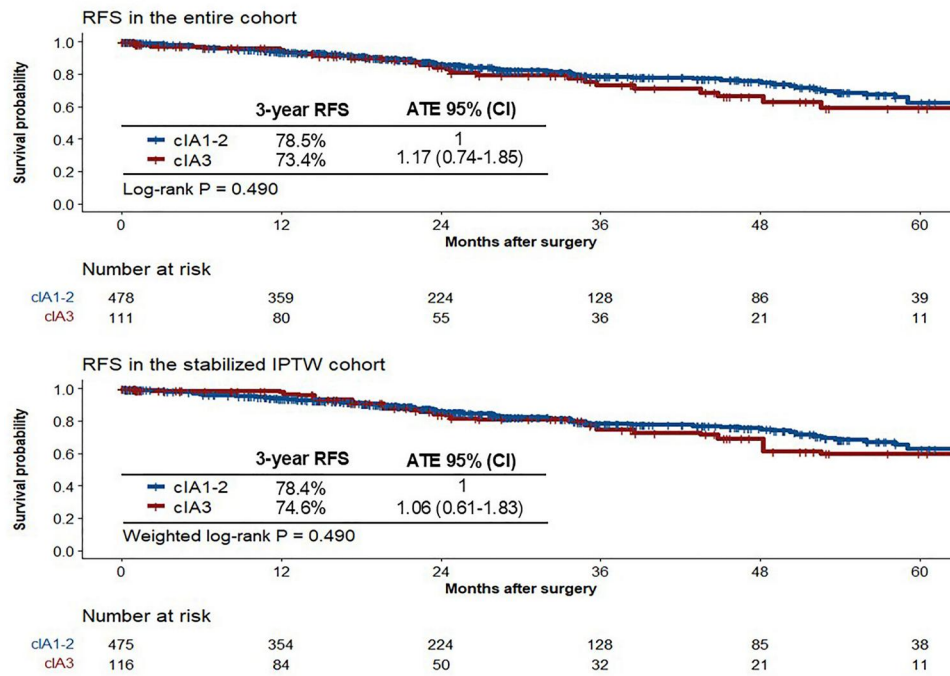 RFS in the entire cohort
Survival probability
1.0
0.8
0.6
0.4
0.2
0.0
3-year RFS ATE 95% (CI)
cIA1-2 78.5% 1
cIA3 73.4% 1.17 (0.74-1.85)
Log-rank P = 0.490
0 12 24 36 48 60
Months after surgery
Number at risk
cIA1-2 478 359 224 128 86 39
cIA3 111 80 55 36 21 11
RFS in the stabilized IPTW cohort
Survival probability
1.0
0.8
0.6
0.4
0.2
0.0
3-year RFS ATE 95% (CI)
cIA1-2 78.4% 1
cIA3 74.6% 1.06 (0.61-1.83)
Weighted log-rank P = 0.490
0 12 24 36 48 60
Months after surgery
Number at risk
cIA1-2 475 354 224 128 85 38
cIA3 116 84 50 32 21 11